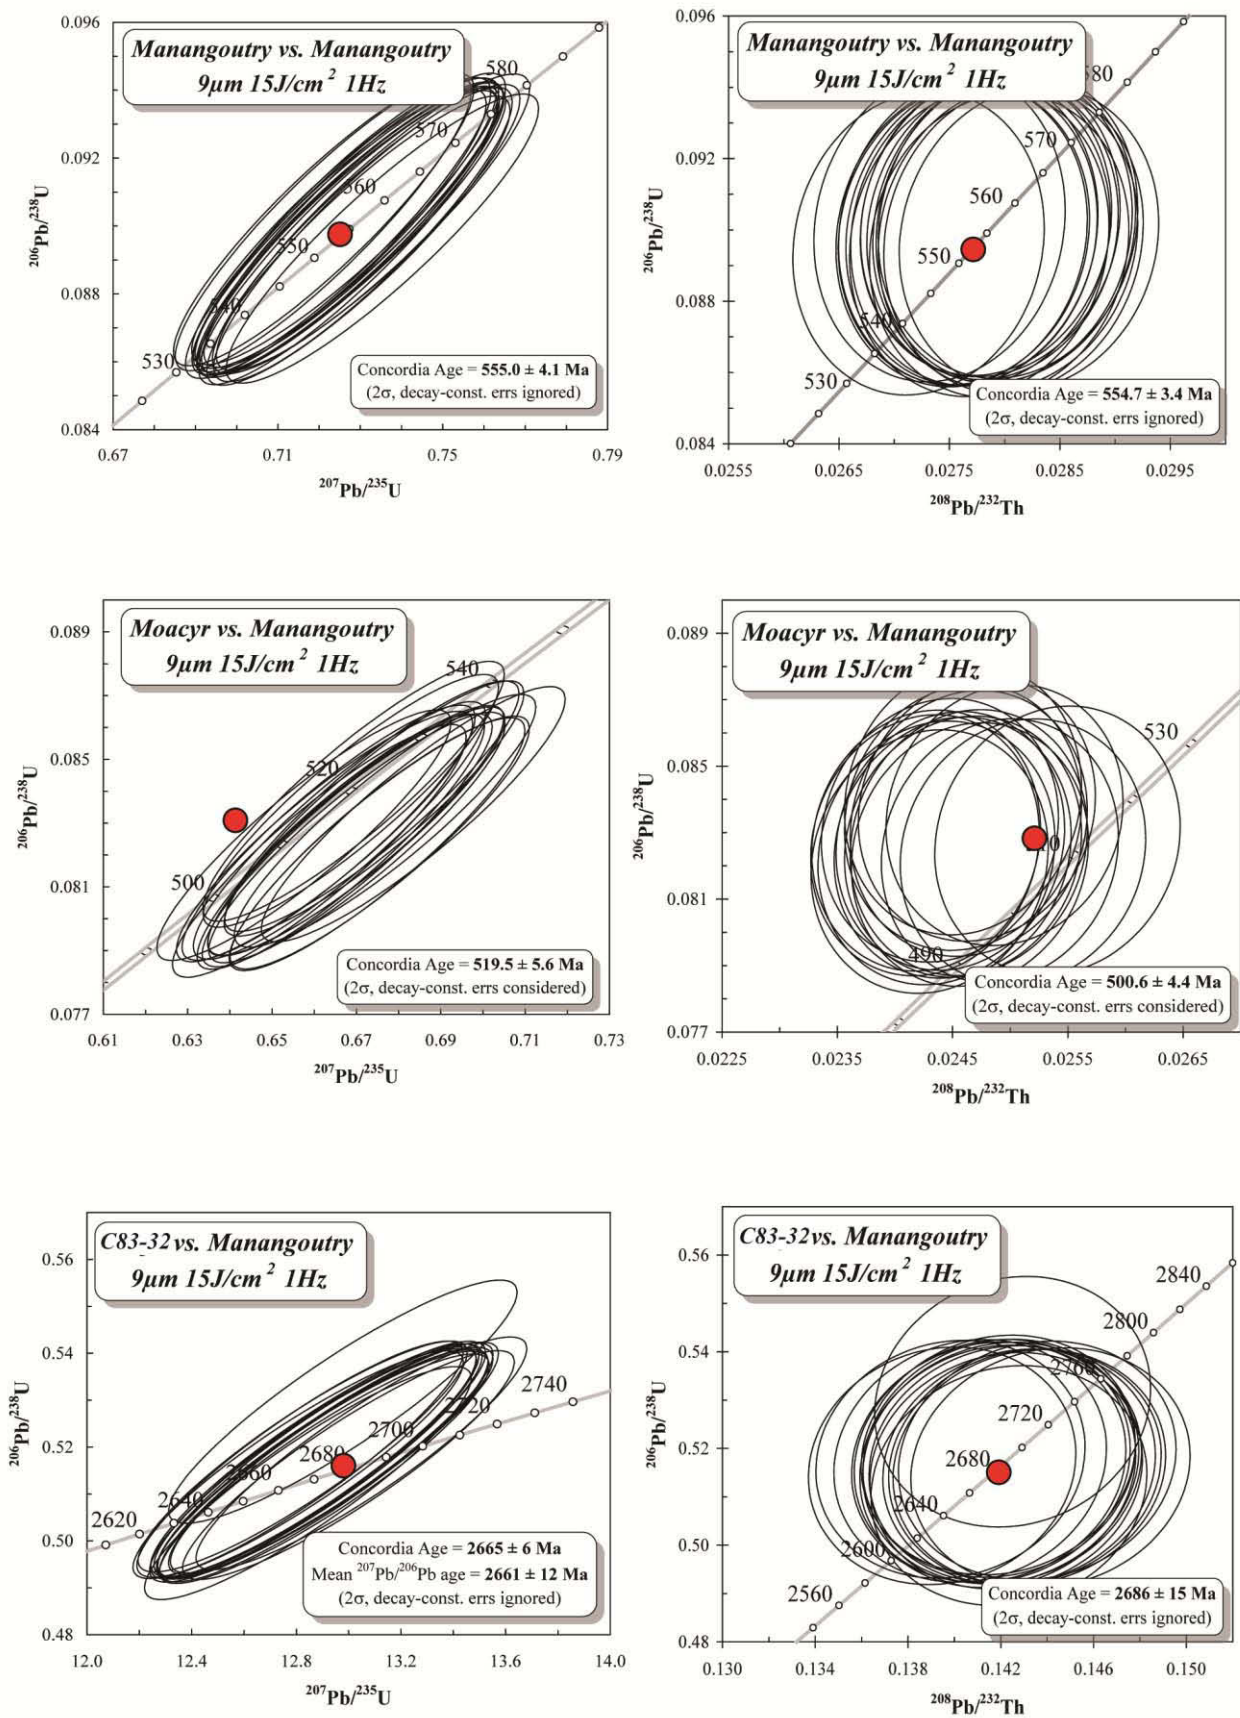 Manangoutry vs. Manangoutry
9µm 15J/cm² 1Hz
0.096
0.092
0.088
0.084
²⁰⁶Pb/²³⁸U
580
570
560
550
540
530
Concordia Age = 555.0 ± 4.1 Ma
(2σ, decay-const. errs ignored)
0.67
0.71
0.75
0.79
²⁰⁷Pb/²³⁵U
Manangoutry vs. Manangoutry
9µm 15J/cm² 1Hz
0.096
0.092
0.088
0.084
²⁰⁶Pb/²³⁸U
580
570
560
550
540
530
Concordia Age = 554.7 ± 3.4 Ma
(2σ, decay-const. errs ignored)
0.0255
0.0265
0.0275
0.0285
0.0295
²⁰⁸Pb/²³²Th
Moacyr vs. Manangoutry
9µm 15J/cm² 1Hz
0.089
0.085
0.081
0.077
²⁰⁶Pb/²³⁸U
540
520
500
Concordia Age = 519.5 ± 5.6 Ma
(2σ, decay-const. errs considered)
0.61
0.63
0.65
0.67
0.69
0.71
0.73
²⁰⁷Pb/²³⁵U
Moacyr vs. Manangoutry
9µm 15J/cm² 1Hz
0.089
0.085
0.081
0.077
²⁰⁶Pb/²³⁸U
530
490
Concordia Age = 500.6 ± 4.4 Ma
(2σ, decay-const. errs considered)
0.0225
0.0235
0.0245
0.0255
0.0265
²⁰⁸Pb/²³²Th
C83-32 vs. Manangoutry
9µm 15J/cm² 1Hz
0.56
0.54
0.52
0.50
0.48
²⁰⁶Pb/²³⁸U
2740
2720
2700
2680
2660
2640
2620
Concordia Age = 2665 ± 6 Ma
Mean ²⁰⁷Pb/²⁰⁶Pb age = 2661 ± 12 Ma
(2σ, decay-const. errs ignored)
12.0
12.4
12.8
13.2
13.6
14.0
²⁰⁷Pb/²³⁵U
C83-32 vs. Manangoutry
9µm 15J/cm² 1Hz
0.56
0.54
0.52
0.50
0.48
²⁰⁶Pb/²³⁸U
2840
2800
2760
2720
2680
2640
2600
2560
Concordia Age = 2686 ± 15 Ma
(2σ, decay-const. errs ignored)
0.130
0.134
0.138
0.142
0.146
0.150
²⁰⁸Pb/²³²Th